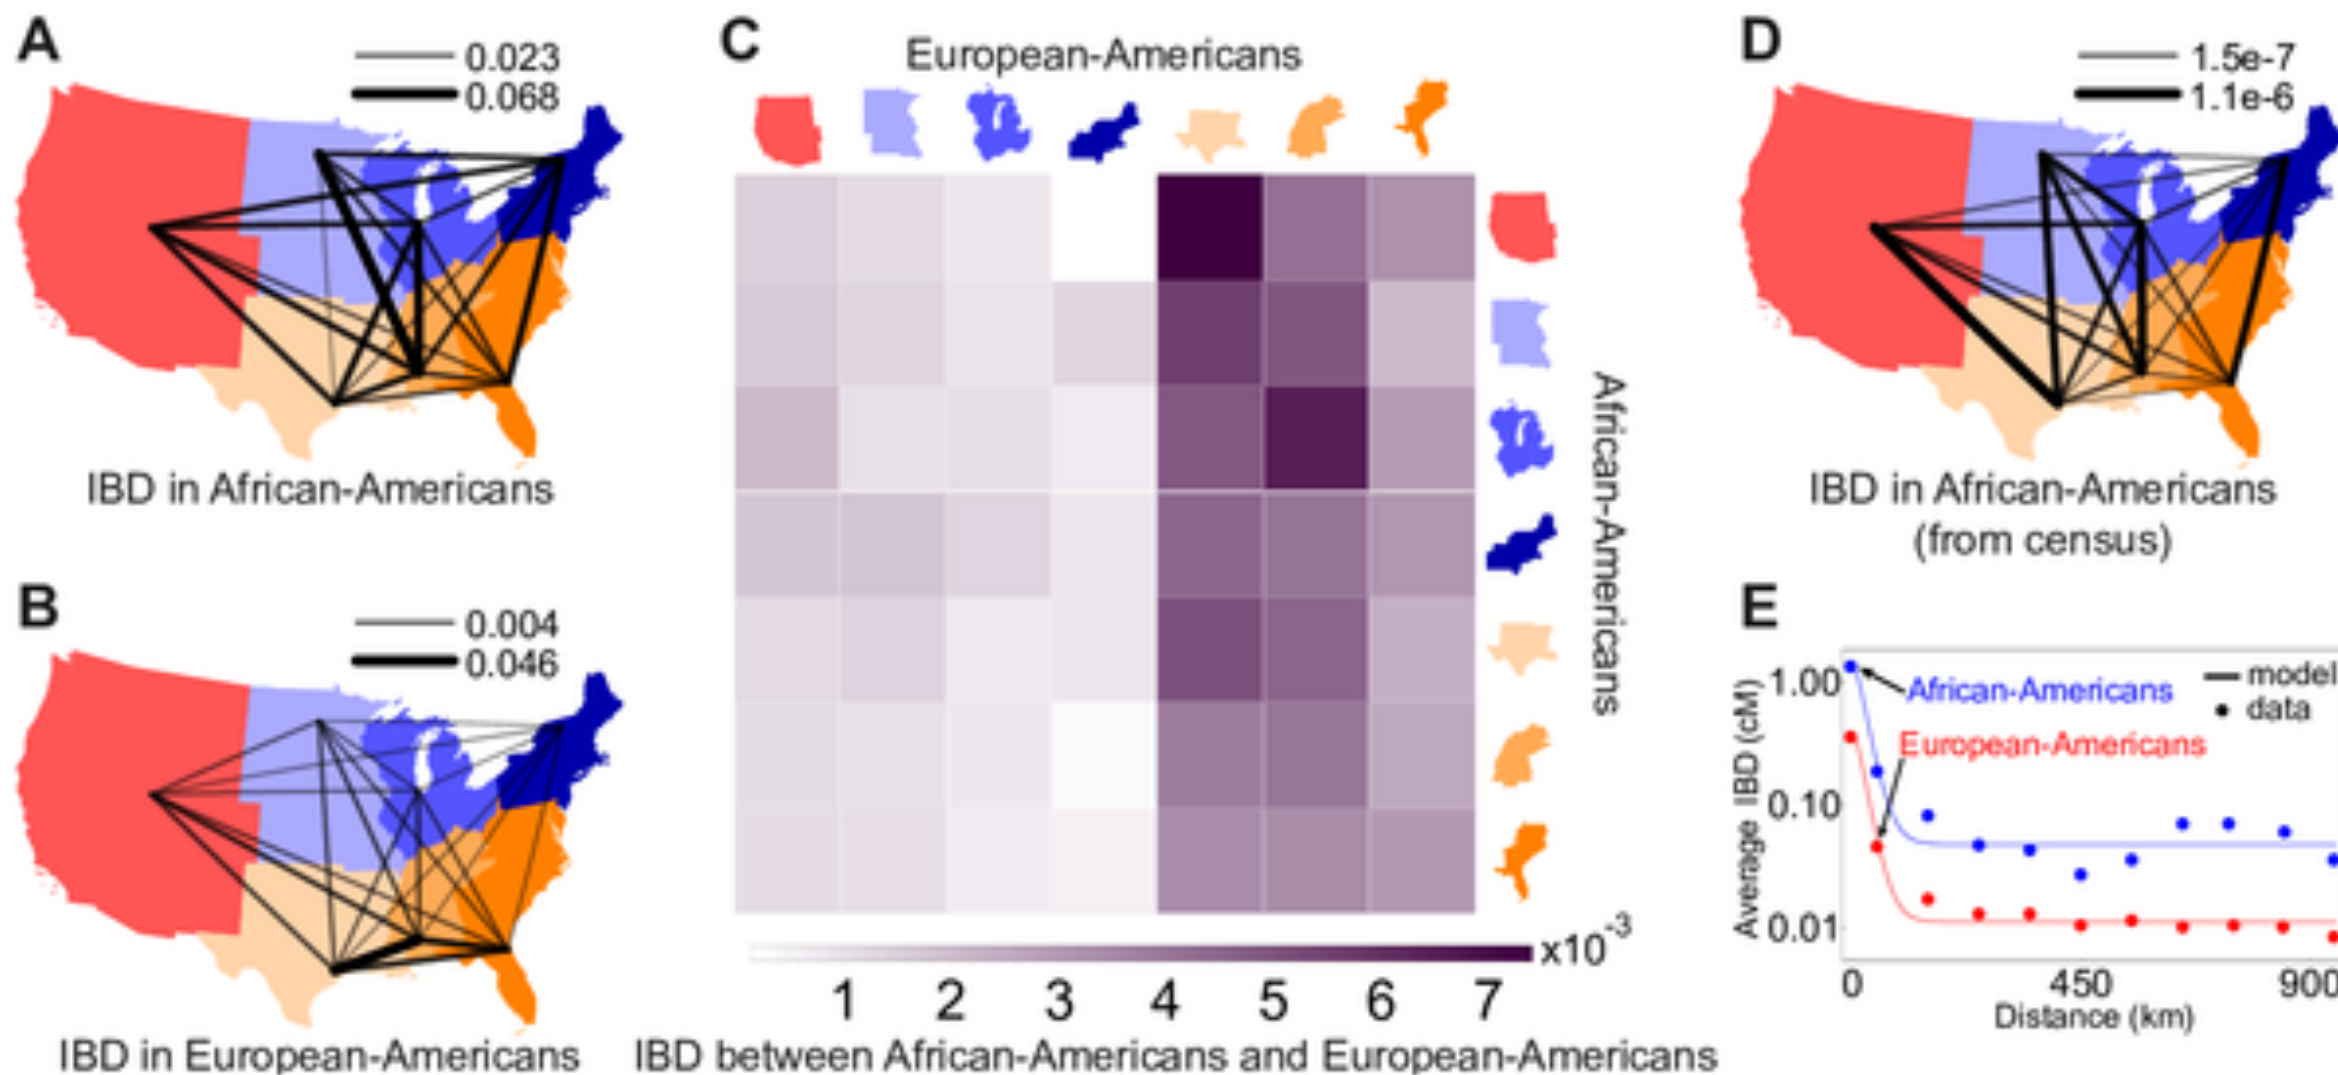 A
0.023
0.068
IBD in African-Americans
B
0.004
0.046
IBD in European-Americans
C
European-Americans
African-Americans
x10-3
1 2 3 4 5 6 7
IBD between African-Americans and European-Americans
D
1.5e-7
1.1e-6
IBD in African-Americans
(from census)
E
Average IBD (cM)
1.00
0.10
0.01
African-Americans
European-Americans
model
data
0 450 900
Distance (km)